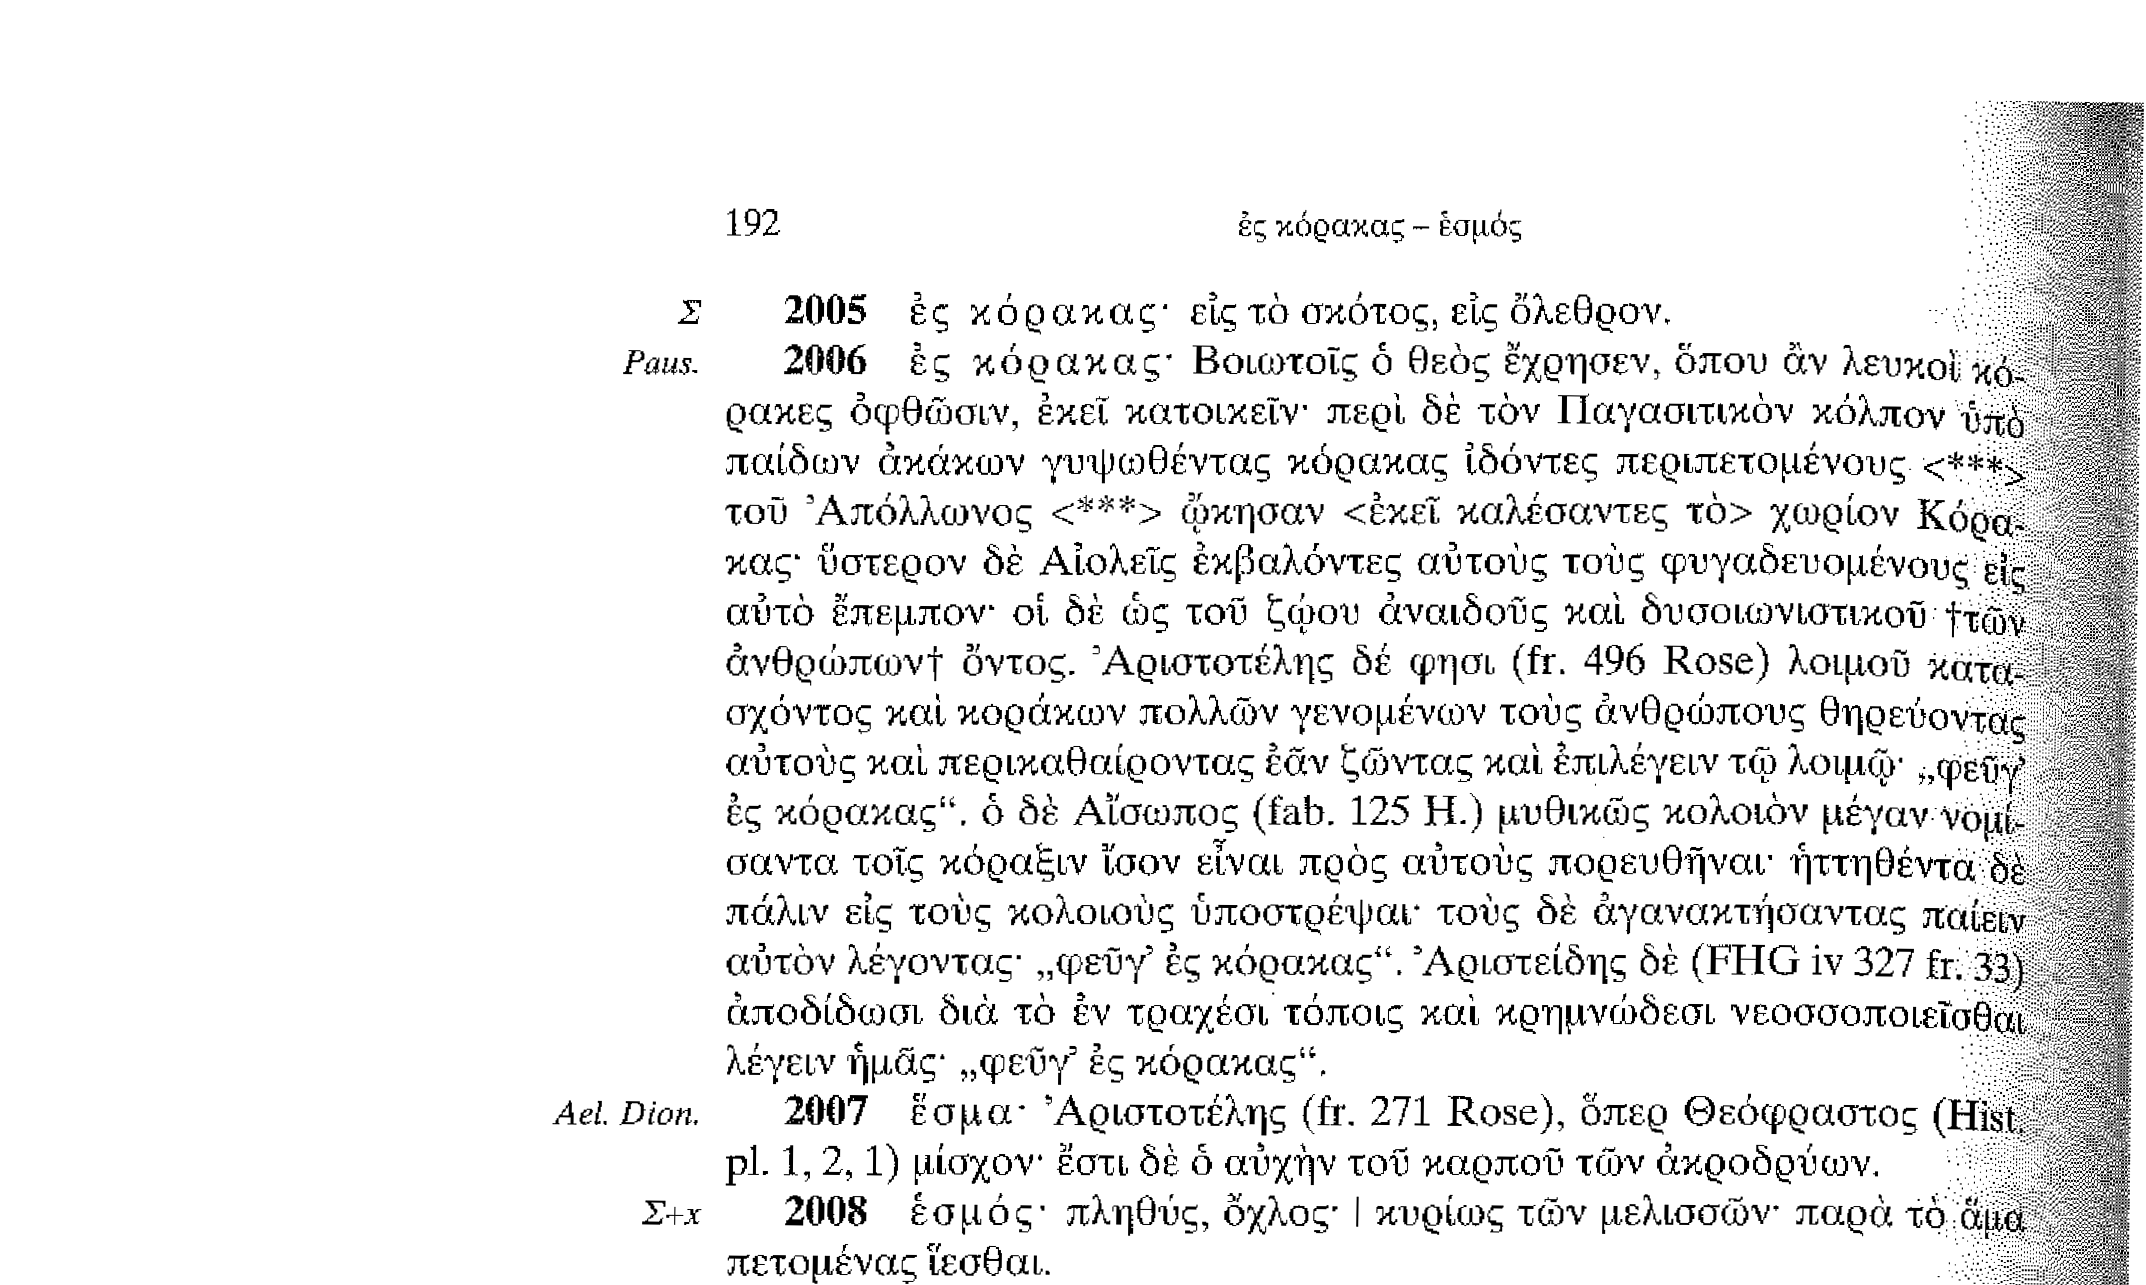 192 ἐς κόρακας – ἑσμός
Σ 2005 ἐς κόρακας· εἰς τὸ σκότος, εἰς ὄλεθρον.
Paus. 2006 ἐς κόρακας· Βοιωτοῖς ὁ θεὸς ἔχρησεν, ὅπου ἂν λευκοὶ κό-
ρακες ὀφθῶσιν, ἐκεῖ κατοικεῖν· περὶ δὲ τὸν Παγασιτικὸν κόλπον ὑπὸ
παίδων ἀκάκων γυψωθέντας κόρακας ἰδόντες περιπετομένους <***>
τοῦ Ἀπόλλωνος <***> ᾤκησαν <ἐκεῖ καλέσαντες τὸ> χωρίον Κόρα-
κας· ὕστερον δὲ Αἰολεῖς ἐκβαλόντες αὐτοὺς τοὺς φυγαδευομένους εἰς
αὐτὸ ἔπεμπον· οἱ δὲ ὡς τοῦ ζῴου ἀναιδοῦς καὶ δυσοιωνιστικοῦ †τῶν
ἀνθρώπων† ὄντος. Ἀριστοτέλης δέ φησι (fr. 496 Rose) λοιμοῦ κατα-
σχόντος καὶ κοράκων πολλῶν γενομένων τοὺς ἀνθρώπους θηρεύοντας
αὐτοὺς καὶ περικαθαίροντας ἐᾶν ζῶντας καὶ ἐπιλέγειν τῷ λοιμῷ· „φεῦγ’
ἐς κόρακας“. ὁ δὲ Αἴσωπος (fab. 125 H.) μυθικῶς κολοιὸν μέγαν νομί-
σαντα τοῖς κόραξιν ἴσον εἶναι πρὸς αὐτοὺς πορευθῆναι· ἡττηθέντα δὲ
πάλιν εἰς τοὺς κολοιοὺς ὑποστρέψαι· τοὺς δὲ ἀγανακτήσαντας παίειν
αὐτὸν λέγοντας· „φεῦγ’ ἐς κόρακας“. Ἀριστείδης δὲ (FHG iv 327 fr. 33)
ἀποδίδωσι διὰ τὸ ἐν τραχέσι τόποις καὶ κρημνώδεσι νεοσσοποιεῖσθαι
λέγειν ἡμᾶς· „φεῦγ’ ἐς κόρακας“.
Ael. Dion. 2007 ἔσμα· Ἀριστοτέλης (fr. 271 Rose), ὅπερ Θεόφραστος (Hist.
pl. 1, 2, 1) μίσχον· ἔστι δὲ ὁ αὐχὴν τοῦ καρποῦ τῶν ἀκροδρύων.
Σ+x 2008 ἑσμός· πληθύς, ὄχλος· | κυρίως τῶν μελισσῶν· παρὰ τὸ ἅμα
πετομένας ἵεσθαι.